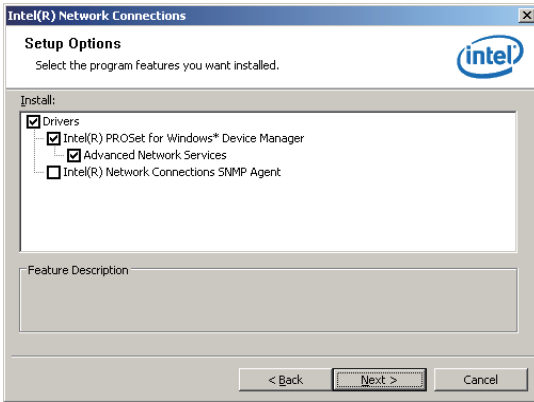 Intel(R) Network Connections
Setup Options
Select the program features you want installed.
intel
Install:
Drivers
Intel(R) PROSet for Windows* Device Manager
Advanced Network Services
Intel(R) Network Connections SNMP Agent
Feature Description
< Back
Next >
Cancel